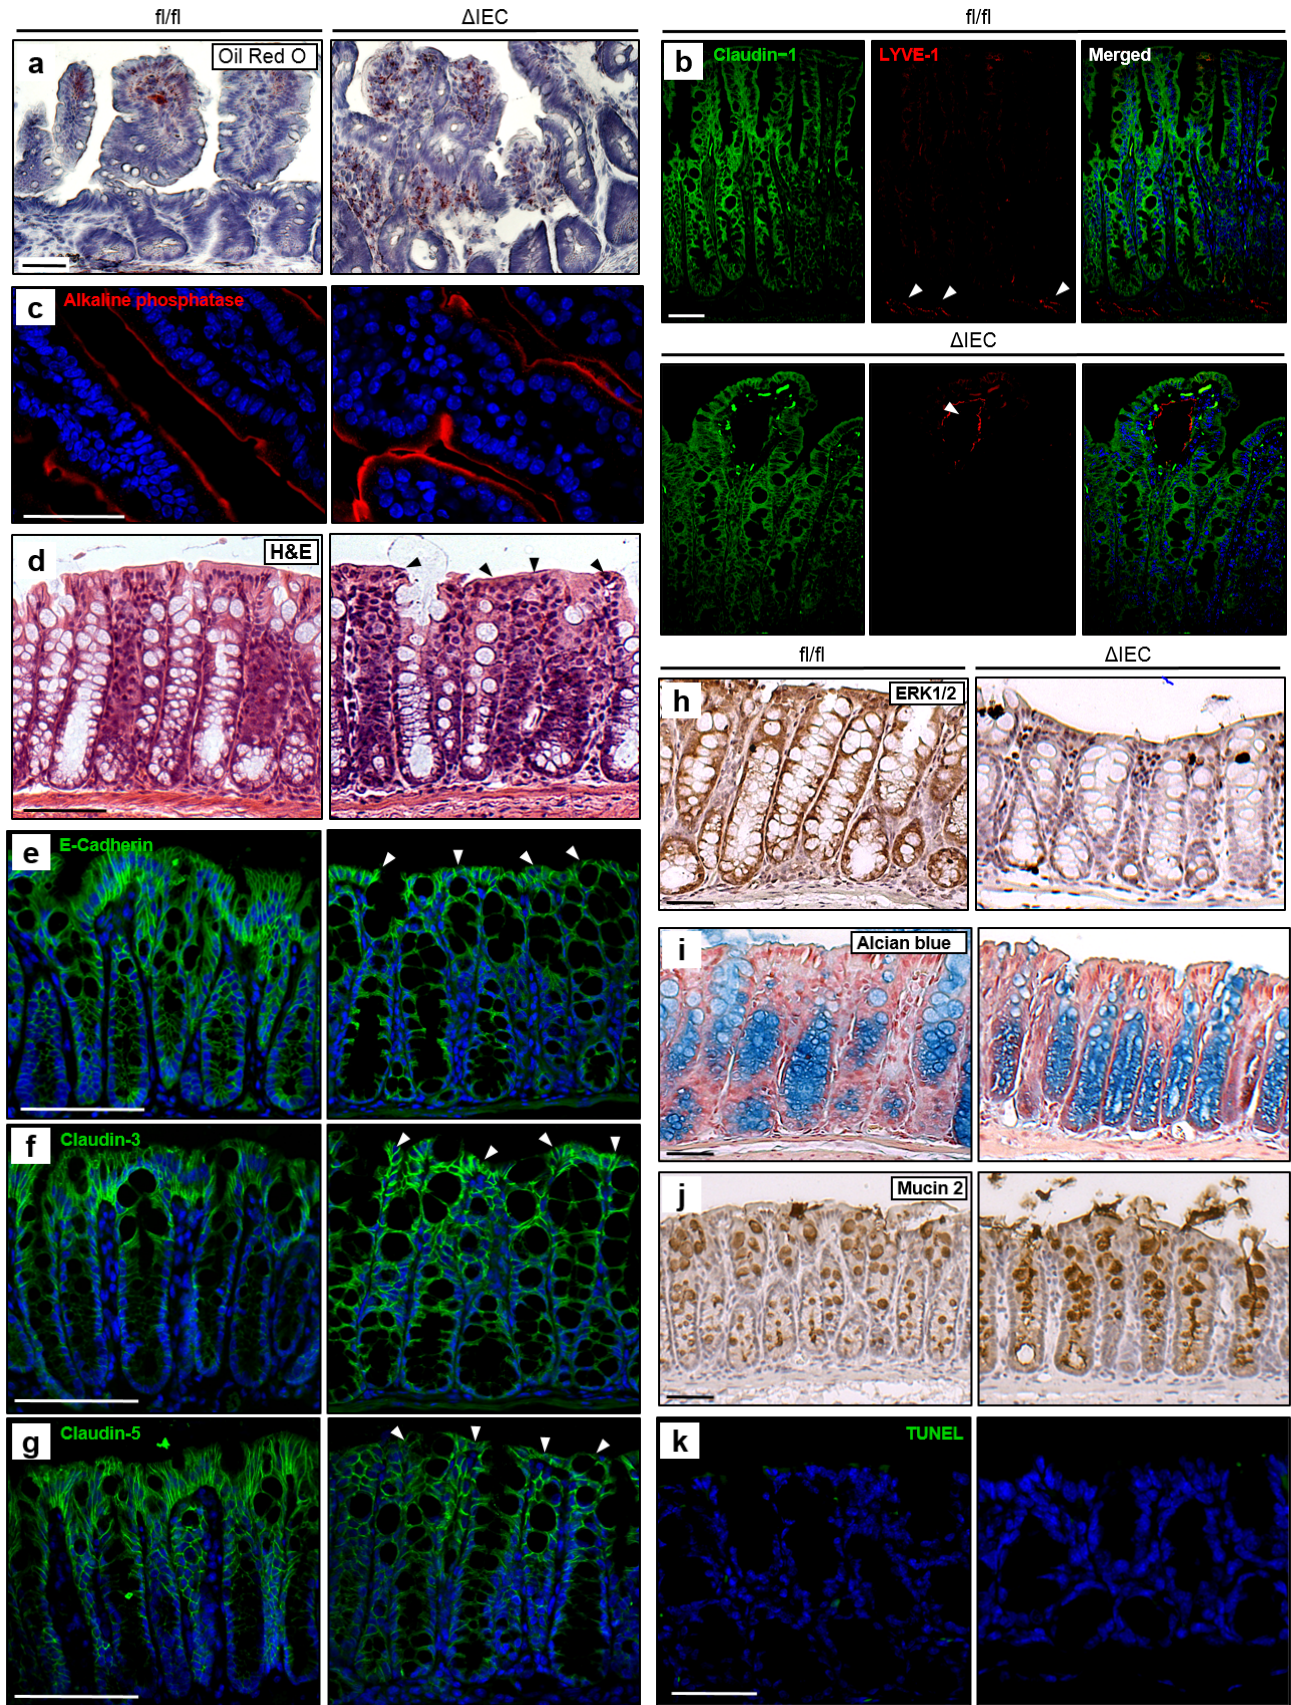 fl/fl
ΔIEC
a
Oil Red O
c
Alkaline phosphatase
d
H&E
e
E-Cadherin
f
Claudin-3
g
Claudin-5
fl/fl
b
Claudin-1
LYVE-1
Merged
ΔIEC
fl/fl
ΔIEC
h
ERK1/2
i
Alcian blue
j
Mucin 2
k
TUNEL